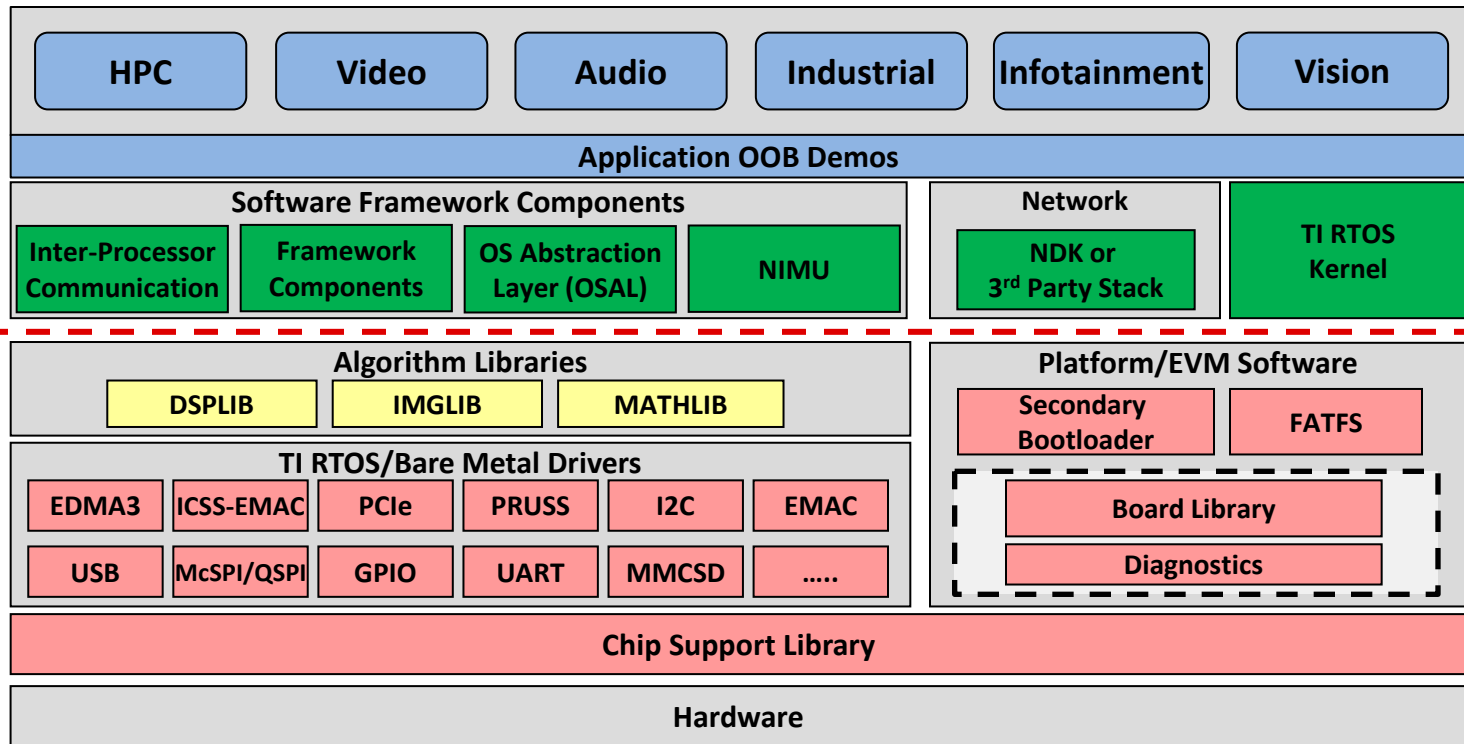 HPC
Video
Audio
Industrial
Infotainment
Vision
Application OOB Demos
Software Framework Components
Inter-Processor
Communication
Framework
Components
OS Abstraction
Layer (OSAL)
NIMU
Network
NDK or
3rd Party Stack
TI RTOS
Kernel
Algorithm Libraries
DSPLIB
IMGLIB
MATHLIB
Platform/EVM Software
Secondary
Bootloader
FATFS
Board Library
Diagnostics
TI RTOS/Bare Metal Drivers
EDMA3
ICSS-EMAC
PCIe
PRUSS
I2C
EMAC
USB
McSPI/QSPI
GPIO
UART
MMCSD
…..
Chip Support Library
Hardware